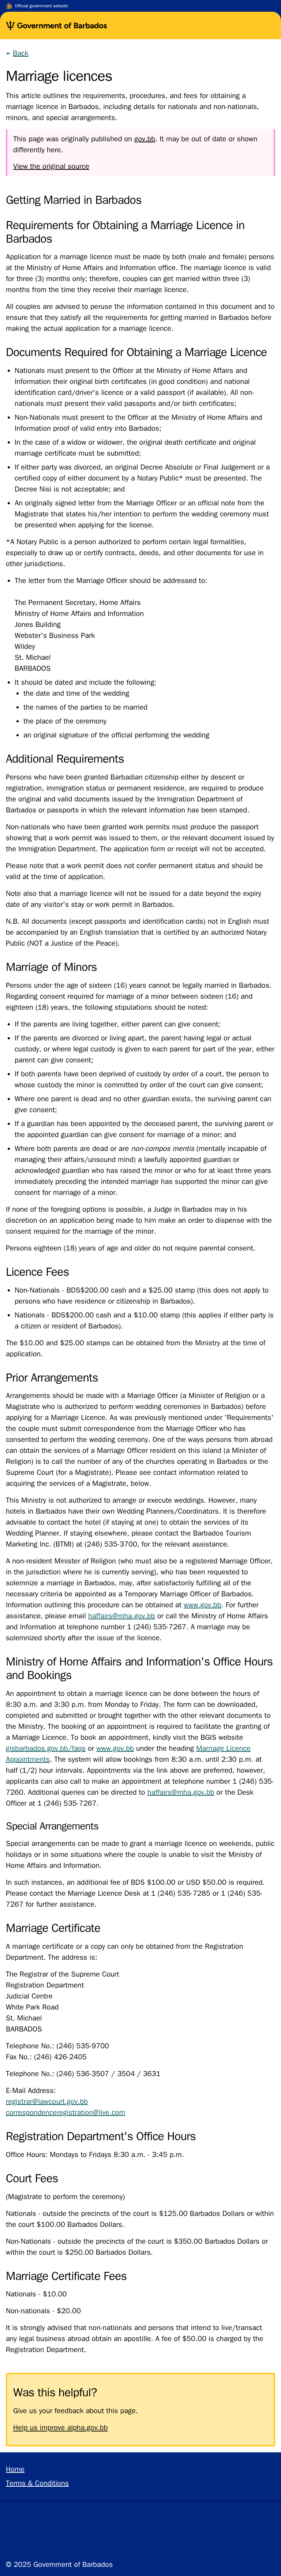 Official government website
Government of Barbados
← Back
Marriage licences
This article outlines the requirements, procedures, and fees for obtaining a
marriage licence in Barbados, including details for nationals and non-nationals,
minors, and special arrangements.
This page was originally published on gov.bb. It may be out of date or shown
differently here.
View the original source
Getting Married in Barbados
Requirements for Obtaining a Marriage Licence in
Barbados
Application for a marriage licence must be made by both (male and female) persons
at the Ministry of Home Affairs and Information office. The marriage licence is valid
for three (3) months only; therefore, couples can get married within three (3)
months from the time they receive their marriage licence.
All couples are advised to peruse the information contained in this document and to
ensure that they satisfy all the requirements for getting married in Barbados before
making the actual application for a marriage licence.
Documents Required for Obtaining a Marriage Licence
• Nationals must present to the Officer at the Ministry of Home Affairs and
Information their original birth certificates (in good condition) and national
identification card/driver's licence or a valid passport (if available). All non-
nationals must present their valid passports and/or birth certificates;
• Non-Nationals must present to the Officer at the Ministry of Home Affairs and
Information proof of valid entry into Barbados;
• In the case of a widow or widower, the original death certificate and original
marriage certificate must be submitted;
• If either party was divorced, an original Decree Absolute or Final Judgement or a
certified copy of either document by a Notary Public* must be presented. The
Decree Nisi is not acceptable; and
• An originally signed letter from the Marriage Officer or an official note from the
Magistrate that states his/her intention to perform the wedding ceremony must
be presented when applying for the license.
*A Notary Public is a person authorized to perform certain legal formalities,
especially to draw up or certify contracts, deeds, and other documents for use in
other jurisdictions.
• The letter from the Marriage Officer should be addressed to:
The Permanent Secretary, Home Affairs
Ministry of Home Affairs and Information
Jones Building
Webster's Business Park
Wildey
St. Michael
BARBADOS
• It should be dated and include the following:
• the date and time of the wedding
• the names of the parties to be married
• the place of the ceremony
• an original signature of the official performing the wedding
Additional Requirements
Persons who have been granted Barbadian citizenship either by descent or
registration, immigration status or permanent residence, are required to produce
the original and valid documents issued by the Immigration Department of
Barbados or passports in which the relevant information has been stamped.
Non-nationals who have been granted work permits must produce the passport
showing that a work permit was issued to them, or the relevant document issued by
the Immigration Department. The application form or receipt will not be accepted.
Please note that a work permit does not confer permanent status and should be
valid at the time of application.
Note also that a marriage licence will not be issued for a date beyond the expiry
date of any visitor's stay or work permit in Barbados.
N.B. All documents (except passports and identification cards) not in English must
be accompanied by an English translation that is certified by an authorized Notary
Public (NOT a Justice of the Peace).
Marriage of Minors
Persons under the age of sixteen (16) years cannot be legally married in Barbados.
Regarding consent required for marriage of a minor between sixteen (16) and
eighteen (18) years, the following stipulations should be noted:
• If the parents are living together, either parent can give consent;
• If the parents are divorced or living apart, the parent having legal or actual
custody, or where legal custody is given to each parent for part of the year, either
parent can give consent;
• If both parents have been deprived of custody by order of a court, the person to
whose custody the minor is committed by order of the court can give consent;
• Where one parent is dead and no other guardian exists, the surviving parent can
give consent;
• If a guardian has been appointed by the deceased parent, the surviving parent or
the appointed guardian can give consent for marriage of a minor; and
• Where both parents are dead or are non-compos mentis (mentally incapable of
managing their affairs/unsound mind) a lawfully appointed guardian or
acknowledged guardian who has raised the minor or who for at least three years
immediately preceding the intended marriage has supported the minor can give
consent for marriage of a minor.
If none of the foregoing options is possible, a Judge in Barbados may in his
discretion on an application being made to him make an order to dispense with the
consent required for the marriage of the minor.
Persons eighteen (18) years of age and older do not require parental consent.
Licence Fees
• Non-Nationals - BDS$200.00 cash and a $25.00 stamp (this does not apply to
persons who have residence or citizenship in Barbados).
• Nationals - BDS$200.00 cash and a $10.00 stamp (this applies if either party is
a citizen or resident of Barbados).
The $10.00 and $25.00 stamps can be obtained from the Ministry at the time of
application.
Prior Arrangements
Arrangements should be made with a Marriage Officer (a Minister of Religion or a
Magistrate who is authorized to perform wedding ceremonies in Barbados) before
applying for a Marriage Licence. As was previously mentioned under 'Requirements'
the couple must submit correspondence from the Marriage Officer who has
consented to perform the wedding ceremony. One of the ways persons from abroad
can obtain the services of a Marriage Officer resident on this island (a Minister of
Religion) is to call the number of any of the churches operating in Barbados or the
Supreme Court (for a Magistrate). Please see contact information related to
acquiring the services of a Magistrate, below.
This Ministry is not authorized to arrange or execute weddings. However, many
hotels in Barbados have their own Wedding Planners/Coordinators. It is therefore
advisable to contact the hotel (if staying at one) to obtain the services of its
Wedding Planner. If staying elsewhere, please contact the Barbados Tourism
Marketing Inc. (BTMI) at (246) 535-3700, for the relevant assistance.
A non-resident Minister of Religion (who must also be a registered Marriage Officer,
in the jurisdiction where he is currently serving), who has been requested to
solemnize a marriage in Barbados, may, after satisfactorily fulfilling all of the
necessary criteria be appointed as a Temporary Marriage Officer of Barbados.
Information outlining this procedure can be obtained at www.gov.bb. For further
assistance, please email haffairs@mha.gov.bb or call the Ministry of Home Affairs
and Information at telephone number 1 (246) 535-7267. A marriage may be
solemnized shortly after the issue of the licence.
Ministry of Home Affairs and Information's Office Hours
and Bookings
An appointment to obtain a marriage licence can be done between the hours of
8:30 a.m. and 3:30 p.m. from Monday to Friday. The form can be downloaded,
completed and submitted or brought together with the other relevant documents to
the Ministry. The booking of an appointment is required to facilitate the granting of
a Marriage Licence. To book an appointment, kindly visit the BGIS website
gisbarbados.gov.bb/faqs or www.gov.bb under the heading Marriage Licence
Appointments. The system will allow bookings from 8:30 a.m. until 2:30 p.m. at
half (1/2) hour intervals. Appointments made via the link are preferred. However,
applicants can also call to make an appointment at telephone number 1 (246) 535-
7260. Additional queries can be directed to haffairs@mha.gov.bb or the Desk
Officer at 1 (246) 535-7267.
Special Arrangements
Special arrangements can be made to grant a marriage licence on weekends, public
holidays or in some situations where the couple is unable to visit the Ministry of
Home Affairs and Information.
In such instances, an additional fee of BDS $100.00 or USD $50.00 is required.
Please contact the Marriage Licence Desk at 1 (246) 535-7285 or 1 (246) 535-
7267 for further assistance.
Marriage Certificate
A marriage certificate or a copy can only be obtained from the Registration
Department. The address is:
The Registrar of the Supreme Court
Registration Department
Judicial Centre
White Park Road
St. Michael
BARBADOS
Telephone No.: (246) 535-9700
Fax No.: (246) 426-2405
Telephone No.: (246) 536-3507 / 3504 / 3631
E-Mail Address:
registrar@lawcourt.gov.bb
correspondenceregistration@live.com
Registration Department's Office Hours
Office Hours: Mondays to Fridays 8:30 a.m. - 3:45 p.m.
Court Fees
(Magistrate to perform the ceremony)
Nationals - outside the precincts of the court is $125.00 Barbados Dollars or within
the court $100.00 Barbados Dollars.
Non-Nationals - outside the precincts of the court is $350.00 Barbados Dollars or
within the court is $250.00 Barbados Dollars.
Marriage Certificate Fees
Nationals - $10.00
Non-nationals - $20.00
It is strongly advised that non-nationals and persons that intend to live/transact
any legal business abroad obtain an apostille. A fee of $50.00 is charged by the
Registration Department.
Was this helpful?
Give us your feedback about this page.
Help us improve alpha.gov.bb
Home
Terms & Conditions
© 2025 Government of Barbados